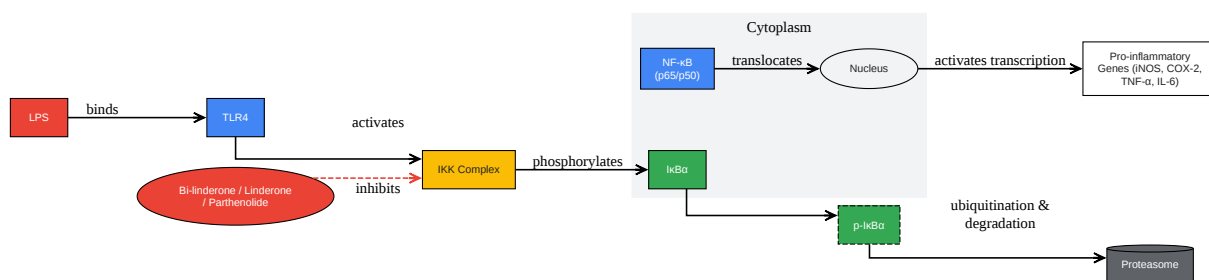 Cytoplasm
NF-κB
(p65/p50)
translocates
Nucleus
activates transcription
Pro-inflammatory
Genes (iNOS, COX-2,
TNF-α, IL-6)
LPS
binds
TLR4
activates
IKK Complex
phosphorylates
IκBα
Bi-linderone / Linderone
/ Parthenolide
inhibits
p-IκBα
ubiquitination &
degradation
Proteasome